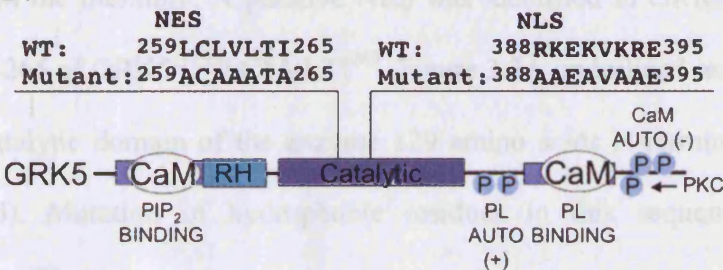 NES NLS
WT: 259LCLVLTI265 WT: 388RKEKVKRE395
Mutant:259ACAAATA265 Mutant:388AAEAVAAE395
CaM
AUTO (-)
GRK5 CaM RH Catalytic P P CaM P P
P PKC
PIP2 PL PL
BINDING AUTO BINDING
(+)